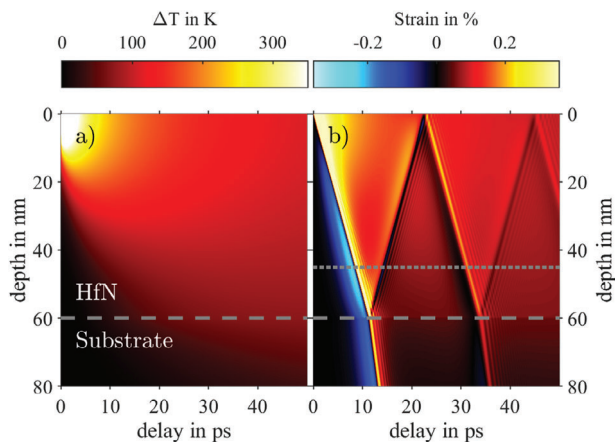 ΔT in K
Strain in %
0 100 200 300
-0.2 0 0.2
a)
b)
0
20
40
60
80
depth in nm
0
20
40
60
80
depth in nm
HfN
Substrate
0 10 20 30 40
0 10 20 30 40
delay in ps
delay in ps